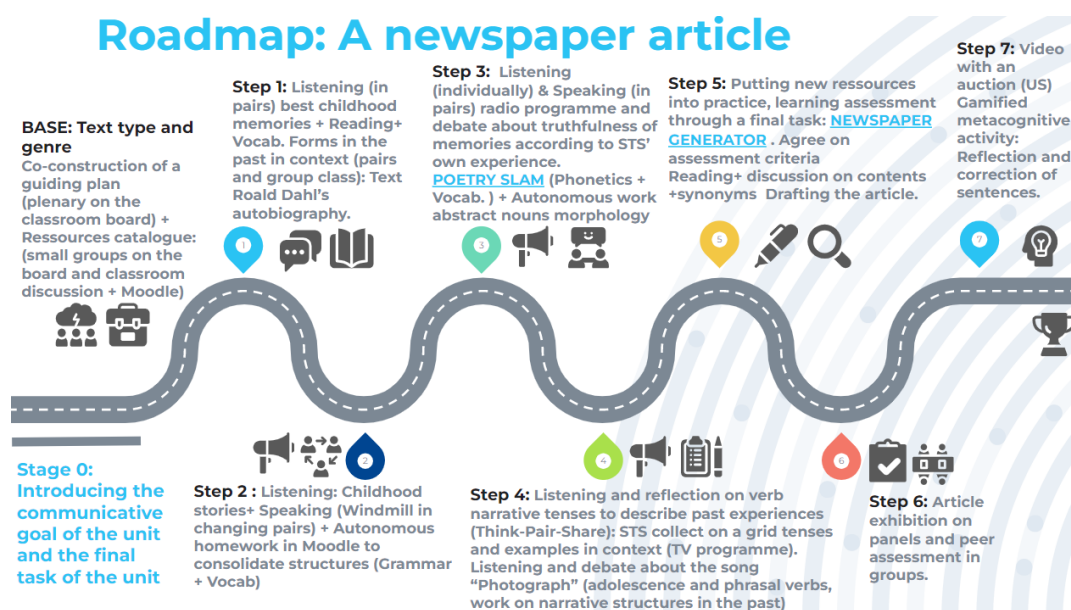 Roadmap: A newspaper article
BASE: Text type and
genre
Co-construction of a
guiding plan
(plenary on the
classroom board) +
Ressources catalogue:
(small groups on the
board and classroom
discussion + Moodle)
Step 1: Listening (in
pairs) best childhood
memories + Reading+
Vocab. Forms in the
past in context (pairs
and group class): Text
Roald Dahl’s
autobiography.
Step 3: Listening
(individually) & Speaking (in
pairs) radio programme and
debate about truthfulness of
memories according to STS’
own experience.
POETRY SLAM (Phonetics +
Vocab. ) + Autonomous work
abstract nouns morphology
Step 5: Putting new ressources
into practice, learning assessment
through a final task: NEWSPAPER
GENERATOR . Agree on
assessment criteria
Reading+ discussion on contents
+synonyms Drafting the article.
Step 7: Video
with an
auction (US)
Gamified
metacognitive
activity:
Reflection and
correction of
sentences.
1
3
5
7
Stage 0:
Introducing the
communicative
goal of the unit
and the final
task of the unit
2
Step 2 : Listening: Childhood
stories+ Speaking (Windmill in
changing pairs) + Autonomous
homework in Moodle to
consolidate structures (Grammar
+ Vocab)
4
Step 4: Listening and reflection on verb
narrative tenses to describe past experiences
(Think-Pair-Share): STS collect on a grid tenses
and examples in context (TV programme).
Listening and debate about the song
“Photograph” (adolescence and phrasal verbs,
work on narrative structures in the past)
6
Step 6: Article
exhibition on
panels and peer
assessment in
groups.